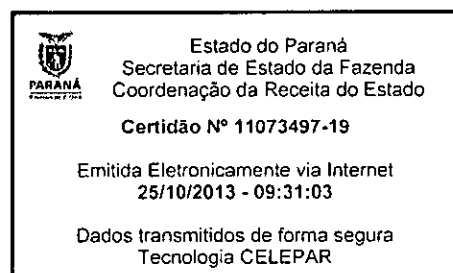 Estado do Paraná
Secretaria de Estado da Fazenda
PARANÁ
Coordenação da Receita do Estado
Certidão Nº 11073497-19
Emitida Eletronicamente via Internet
25/10/2013 - 09:31:03
Dados transmitidos de forma segura
Tecnologia CELEPAR